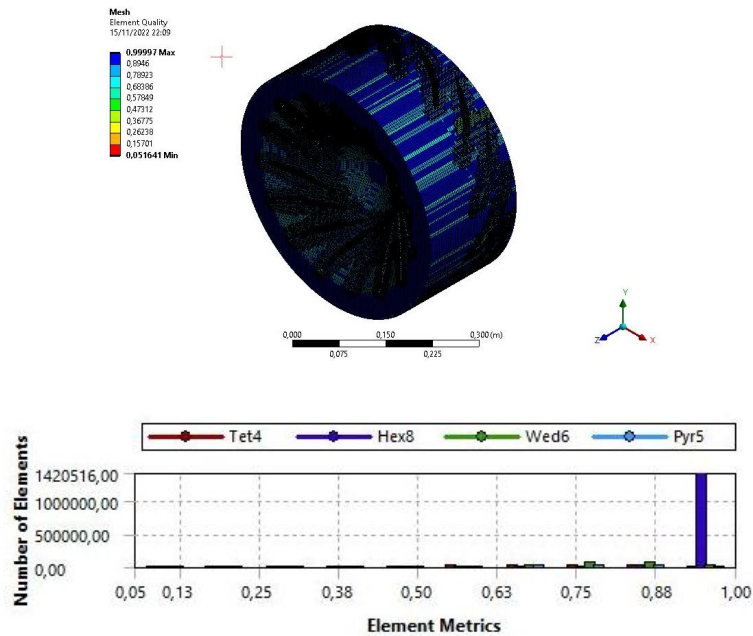 Mesh
Element Quality
15/11/2022 22:09
0,99997 Max
0,8946
0,78923
0,68386
0,57849
0,47312
0,36775
0,26238
0,15701
0,051641 Min
0,000
0,150
0,300 (m)
0,075
0,225
Y
Z
X
Tet4
Hex8
Wed6
Pyr5
Number of Elements
1420516,00
1000000,00
500000,00
0,00
0,05
0,13
0,25
0,38
0,50
0,63
0,75
0,88
1,00
Element Metrics